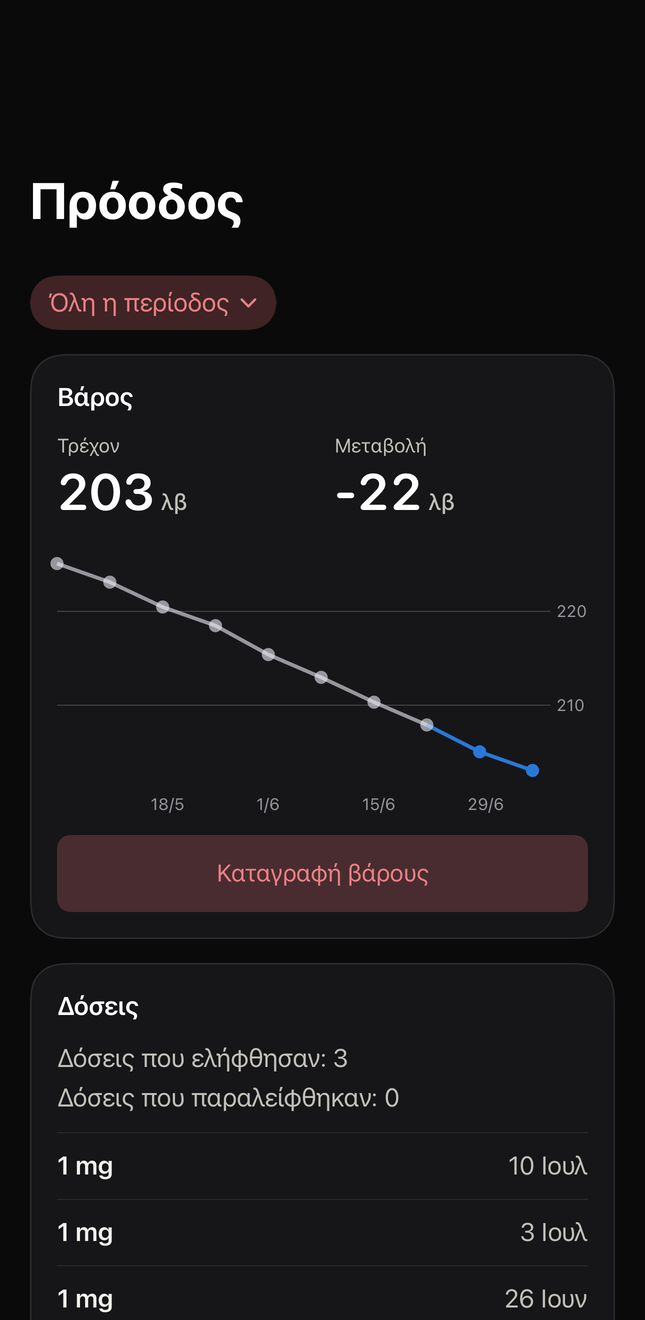 Πρόοδος
Όλη η περίοδος
Βάρος
Τρέχον
Μεταβολή
203 λβ
-22 λβ
220
210
18/5
1/6
15/6
29/6
Καταγραφή βάρους
Δόσεις
Δόσεις που ελήφθησαν: 3
Δόσεις που παραλείφθηκαν: 0
1 mg
10 Ιουλ
1 mg
3 Ιουλ
1 mg
26 Ιουν